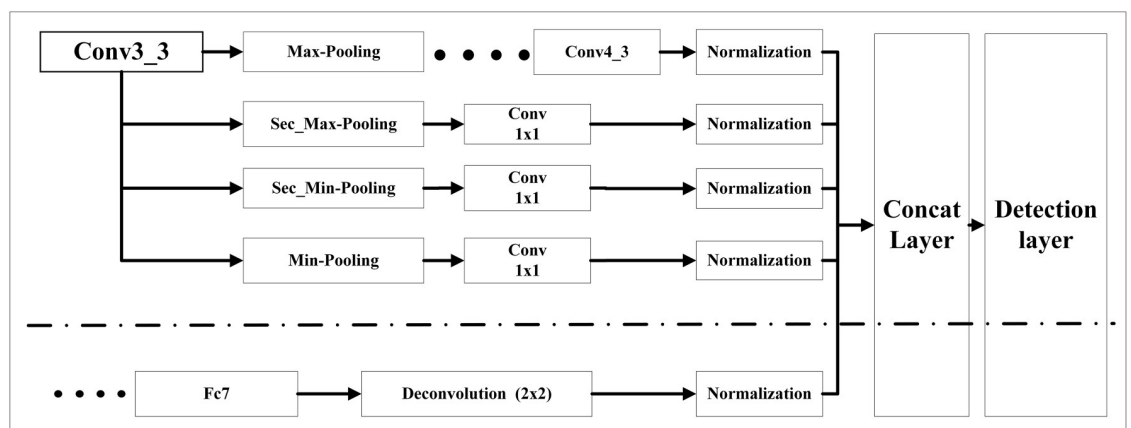 Conv3_3
Max-Pooling
Conv4_3
Normalization
Sec_Max-Pooling
Conv
1x1
Normalization
Sec_Min-Pooling
Conv
1x1
Normalization
Min-Pooling
Conv
1x1
Normalization
Concat
Layer
Detection
layer
Fc7
Deconvolution (2x2)
Normalization